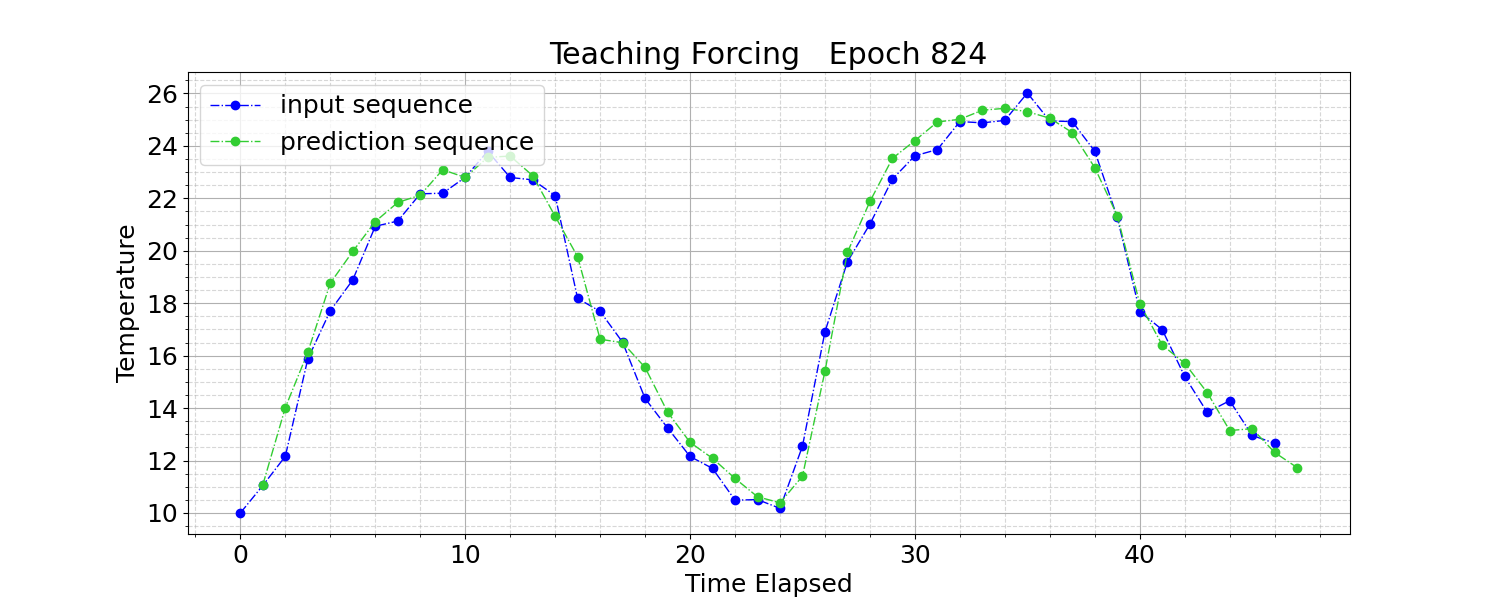 Teaching Forcing   Epoch 824
input sequence
prediction sequence
26
24
22
20
18
16
14
12
10
Temperature
0 10 20 30 40
Time Elapsed